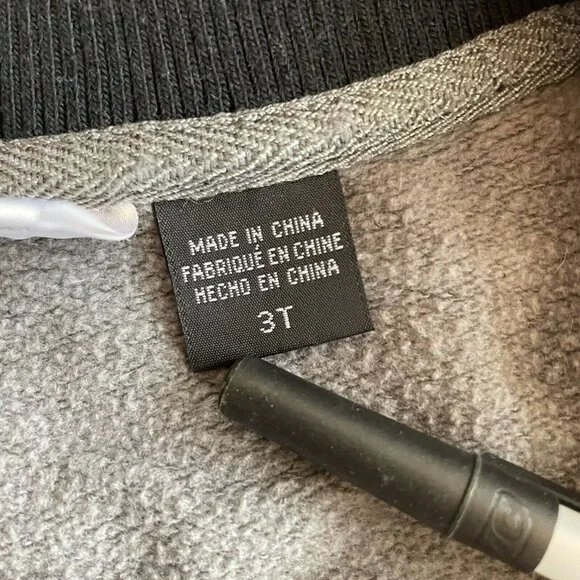 MADE IN CHINA
FABRIQUÉ EN CHINE
HECHO EN CHINA
3T